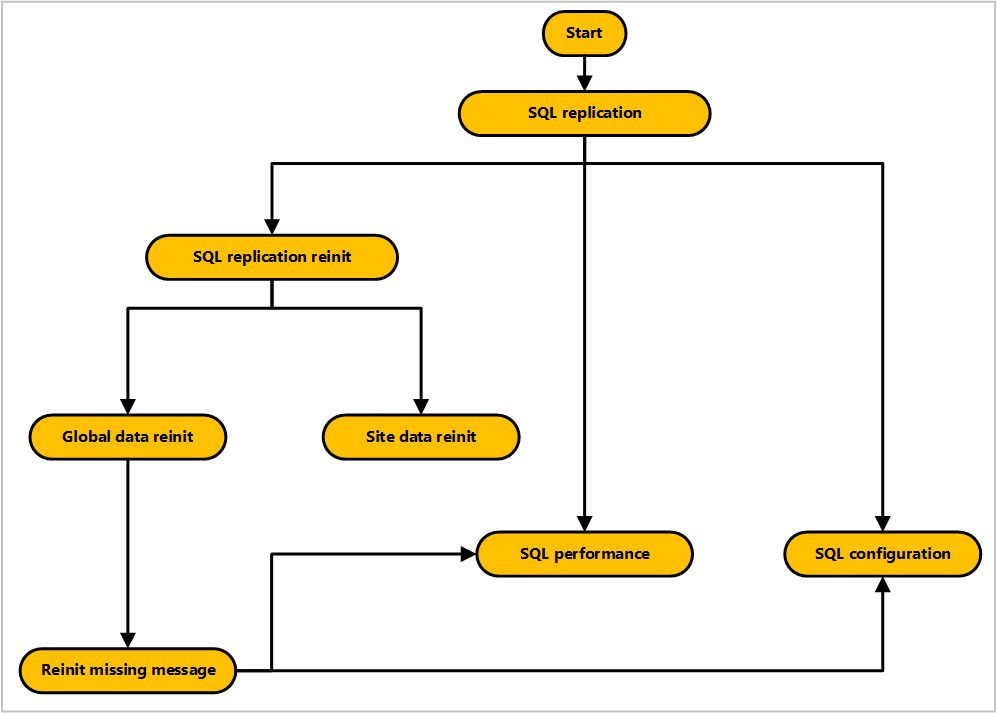 Start
SQL replication
SQL replication reinit
Global data reinit
Site data reinit
SQL performance
SQL configuration
Reinit missing message